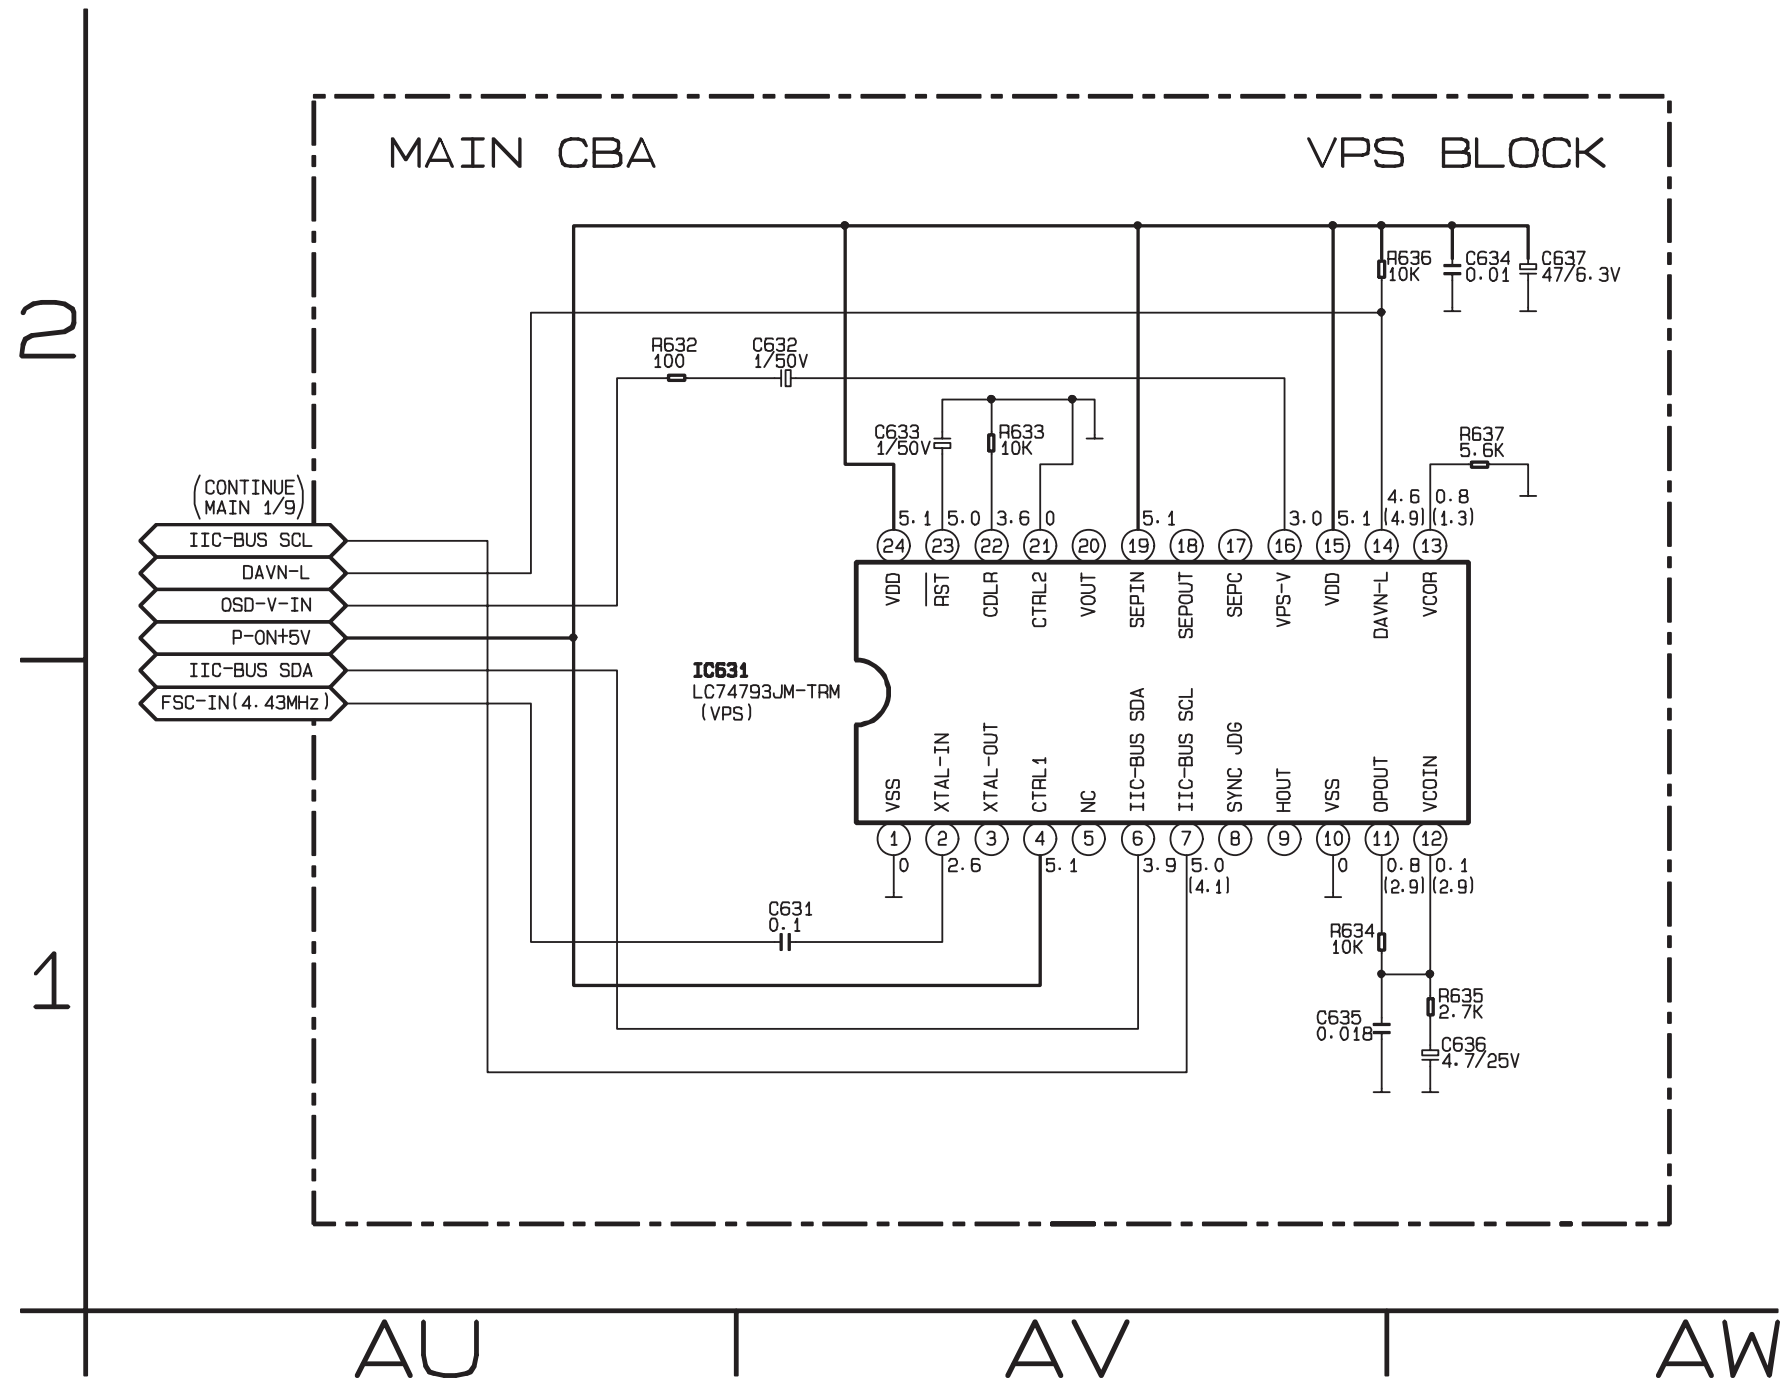 MAIN CBA
VPS BLOCK
2
R636
10K
C634
0.01
C637
47/6.3V
R632
100
C632
1/50V
C633
1/50V
R633
10K
R637
5.6K
(CONTINUE
MAIN 1/9)
IIC-BUS SCL
DAVN-L
OSD-V-IN
P-ON+5V
IIC-BUS SDA
FSC-IN(4.43MHz)
4.6 0.8
5.1 5.0 3.6 0 5.1 3.0 5.1 (4.9) (1.3)
24 23 22 21 20 19 18 17 16 15 14 13
VDD
RST
CDLR
CTRL2
VOUT
SEPIN
SEPOUT
SEPC
VPS-V
VDD
DAVN-L
VCOR
IC631
LC74793JM-TRM
(VPS)
VSS
XTAL-IN
XTAL-OUT
CTRL1
NC
IIC-BUS SDA
IIC-BUS SCL
SYNC JDG
HOUT
VSS
OPOUT
VCOIN
1 2 3 4 5 6 7 8 9 10 11 12
0 2.6 5.1 3.9 5.0 0 0.8 0.1
(4.1) (2.9) (2.9)
C631
0.1
R634
10K
R635
2.7K
C635
0.018
C636
4.7/25V
1
AU
AV
AW